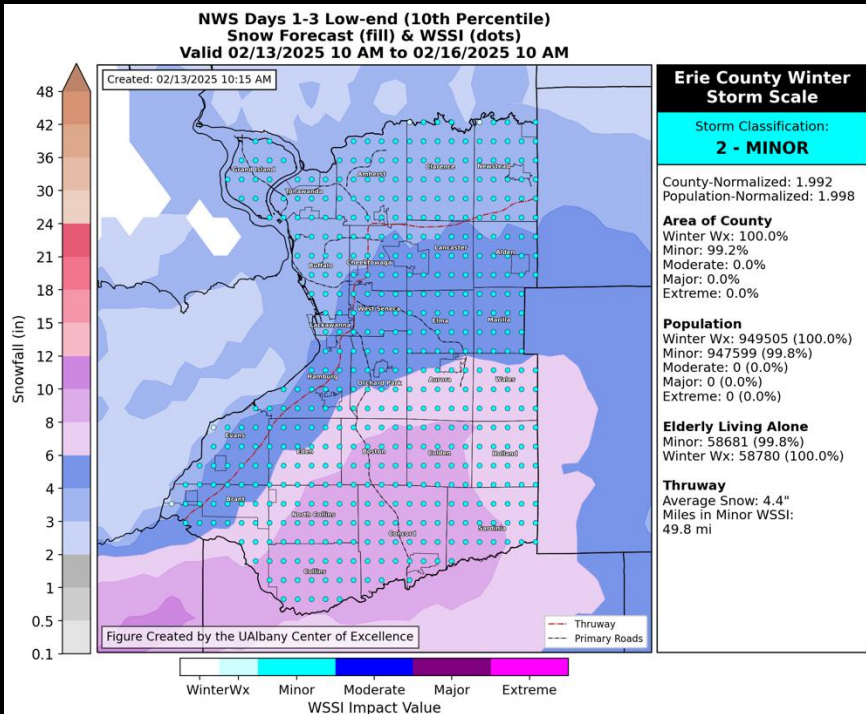 NWS Days 1-3 Low-end (10th Percentile)
Snow Forecast (fill) & WSSI (dots)
Valid 02/13/2025 10 AM to 02/16/2025 10 AM
Created: 02/13/2025 10:15 AM
Snowfall (in)
48
42
36
30
24
21
18
15
12
10
8
6
4
3
2
1
0.5
0.1
Grand Island
Tonawanda
Amherst
Clarence
Newstead
Buffalo
Cheektowaga
Lancaster
Alden
West Seneca
Lackawanna
Elma
Marilla
Hamburg
Orchard Park
Aurora
Wales
Evans
Eden
Boston
Colden
Holland
Brant
North Collins
Concord
Sardinia
Collins
Figure Created by the UAlbany Center of Excellence
Thruway
Primary Roads
WinterWx
Minor
Moderate
Major
Extreme
WSSI Impact Value
Erie County Winter
Storm Scale
Storm Classification:
2 - MINOR
County-Normalized: 1.992
Population-Normalized: 1.998
Area of County
Winter Wx: 100.0%
Minor: 99.2%
Moderate: 0.0%
Major: 0.0%
Extreme: 0.0%
Population
Winter Wx: 949505 (100.0%)
Minor: 947599 (99.8%)
Moderate: 0 (0.0%)
Major: 0 (0.0%)
Extreme: 0 (0.0%)
Elderly Living Alone
Minor: 58681 (99.8%)
Winter Wx: 58780 (100.0%)
Thruway
Average Snow: 4.4"
Miles in Minor WSSI:
49.8 mi